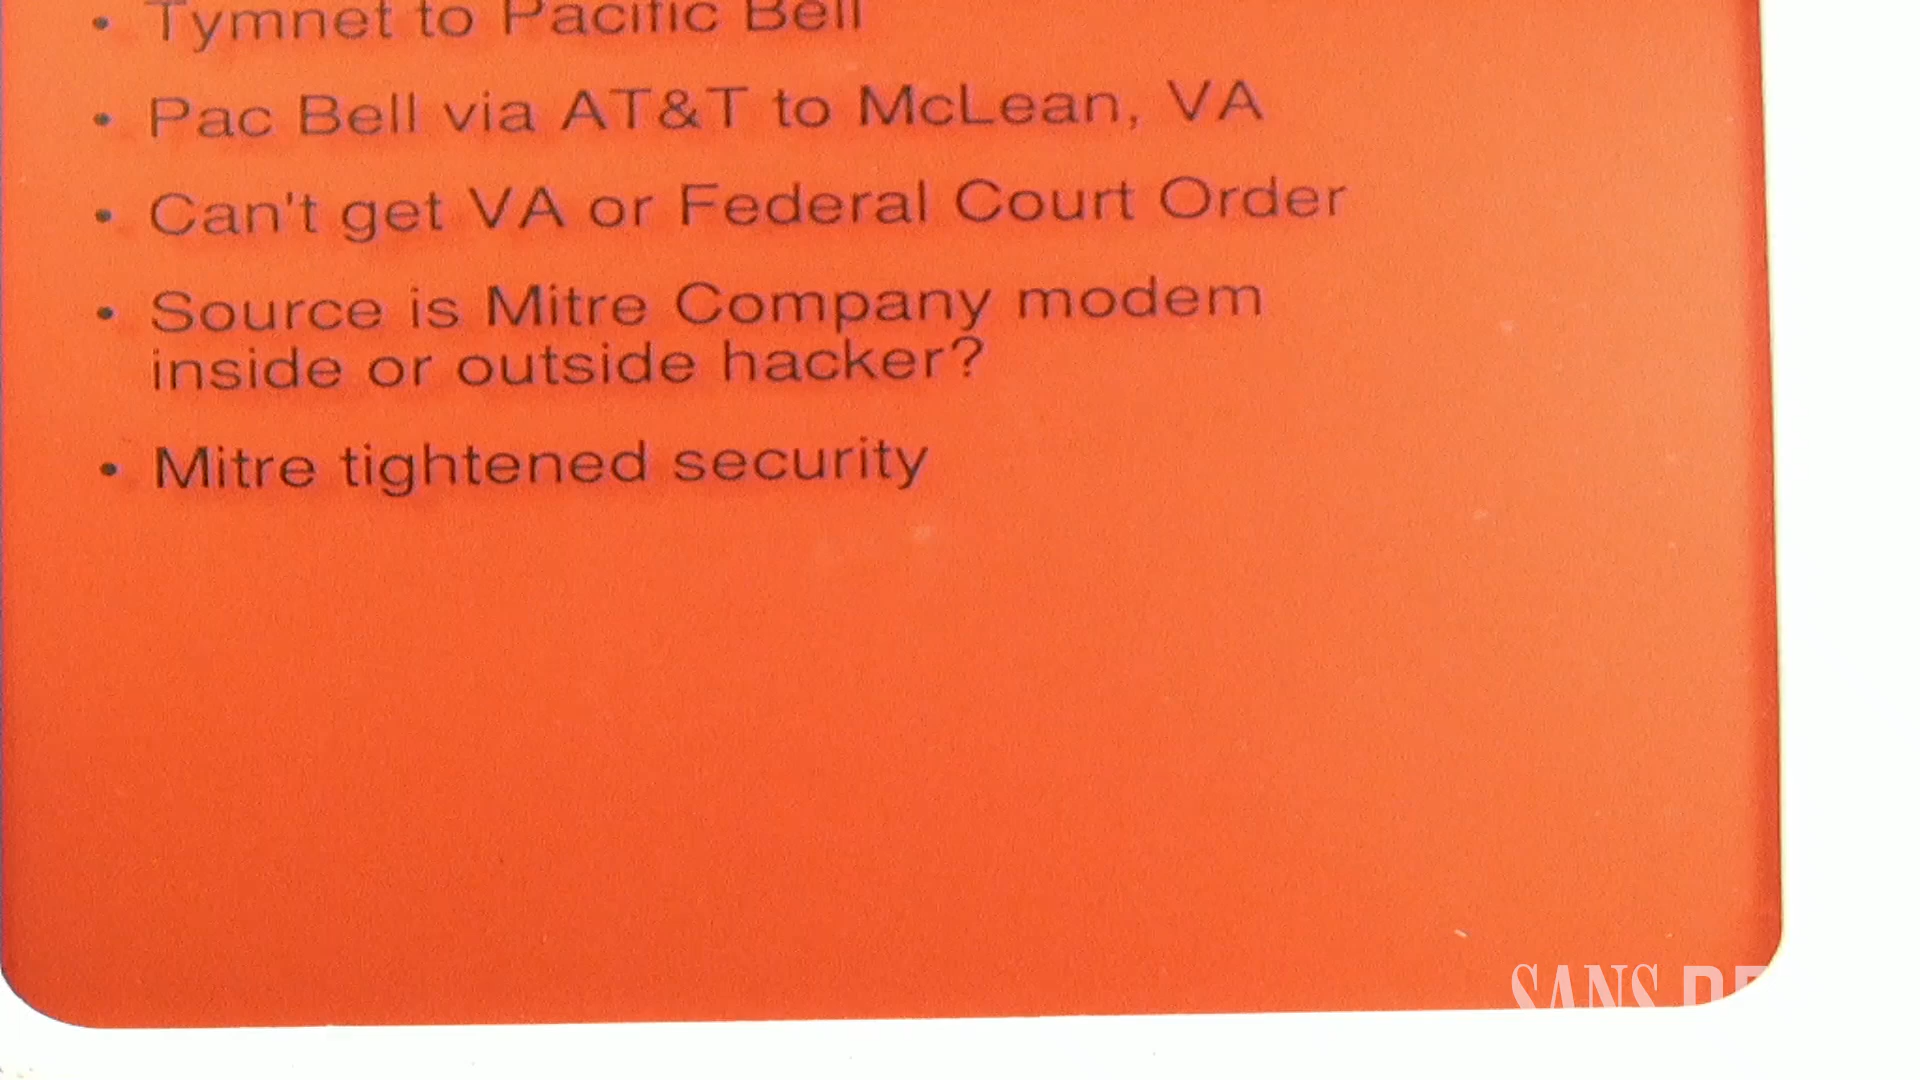 • Tymnet to Pacific Bell
• Pac Bell via AT&T to McLean, VA
• Can't get VA or Federal Court Order
• Source is Mitre Company modem
inside or outside hacker?
• Mitre tightened security
SANS